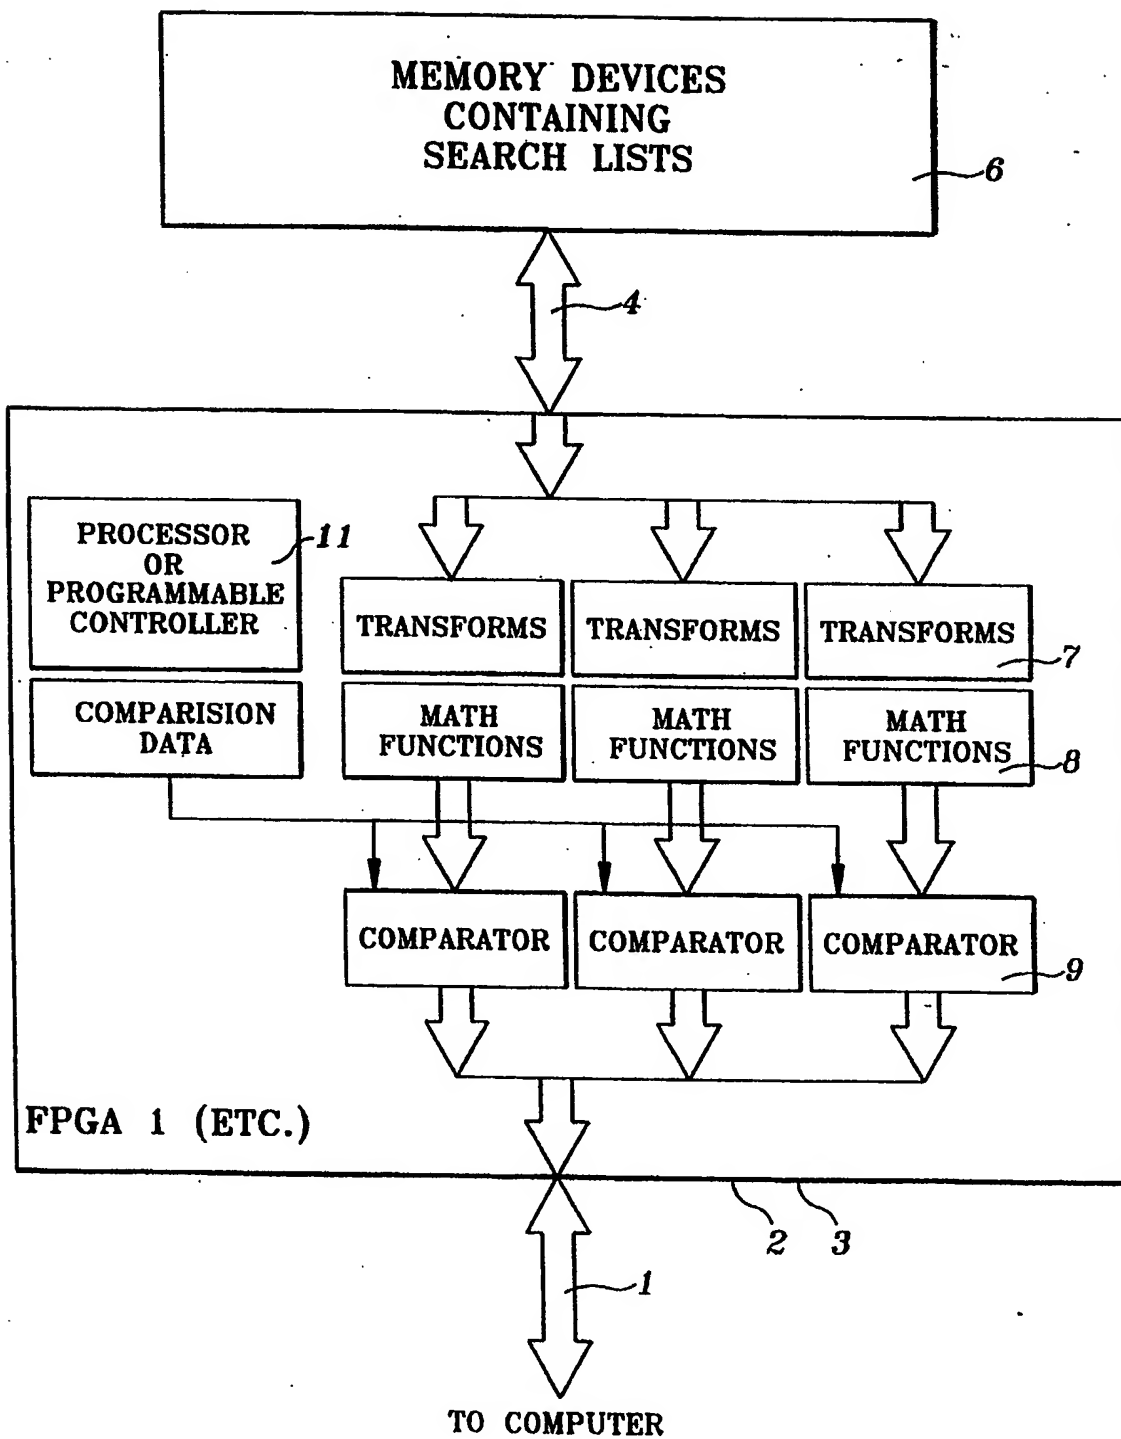 MEMORY DEVICES
CONTAINING
SEARCH LISTS
6
4
PROCESSOR
OR
PROGRAMMABLE
CONTROLLER
11
TRANSFORMS
TRANSFORMS
TRANSFORMS
7
COMPARISION
DATA
MATH
FUNCTIONS
MATH
FUNCTIONS
MATH
FUNCTIONS
8
COMPARATOR
COMPARATOR
COMPARATOR
9
FPGA 1 (ETC.)
2
3
1
TO COMPUTER